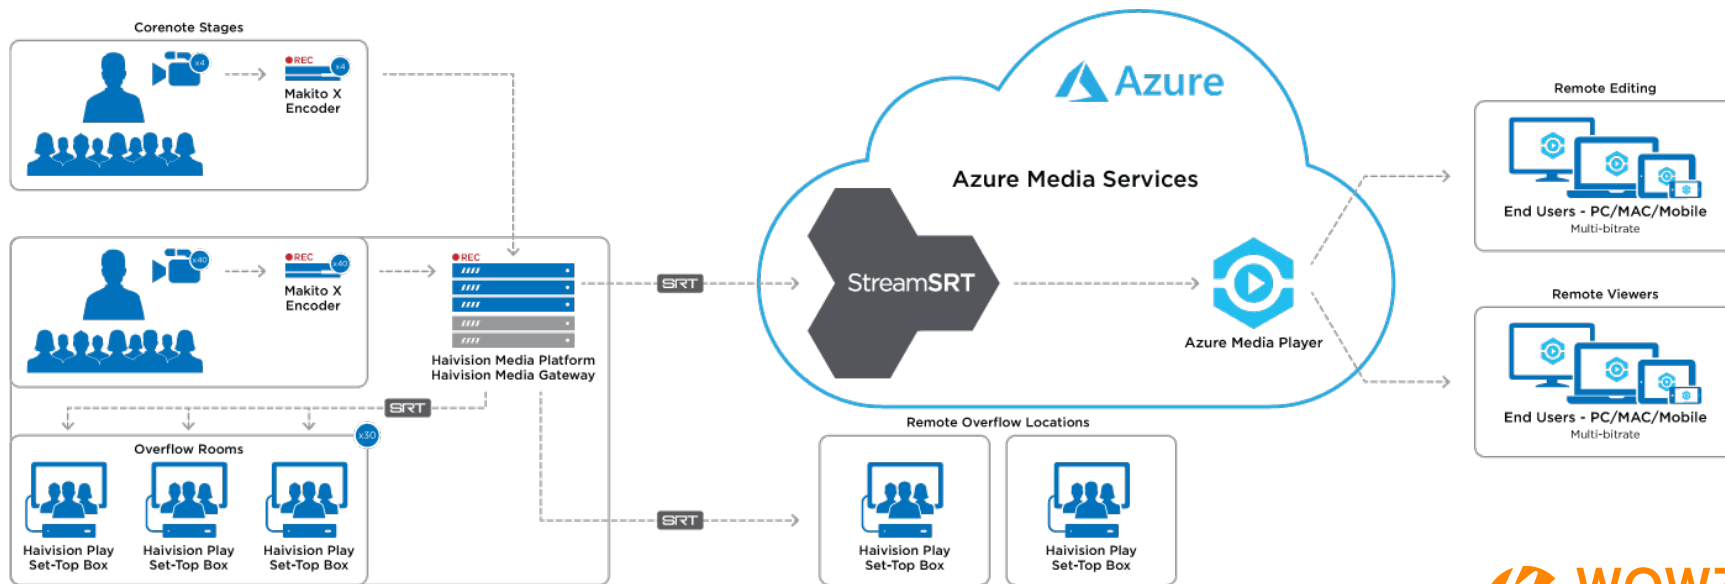 Corenote Stages
x4
REC
x4
Makito X
Encoder
x40
REC
x40
Makito X
Encoder
REC
Haivision Media Platform
Haivision Media Gateway
SRT
SRT
x30
Overflow Rooms
Haivision Play
Set-Top Box
Haivision Play
Set-Top Box
Haivision Play
Set-Top Box
SRT
Azure
Azure Media Services
StreamSRT
Azure Media Player
Remote Overflow Locations
Haivision Play
Set-Top Box
Haivision Play
Set-Top Box
Remote Editing
End Users - PC/MAC/Mobile
Multi-bitrate
Remote Viewers
End Users - PC/MAC/Mobile
Multi-bitrate